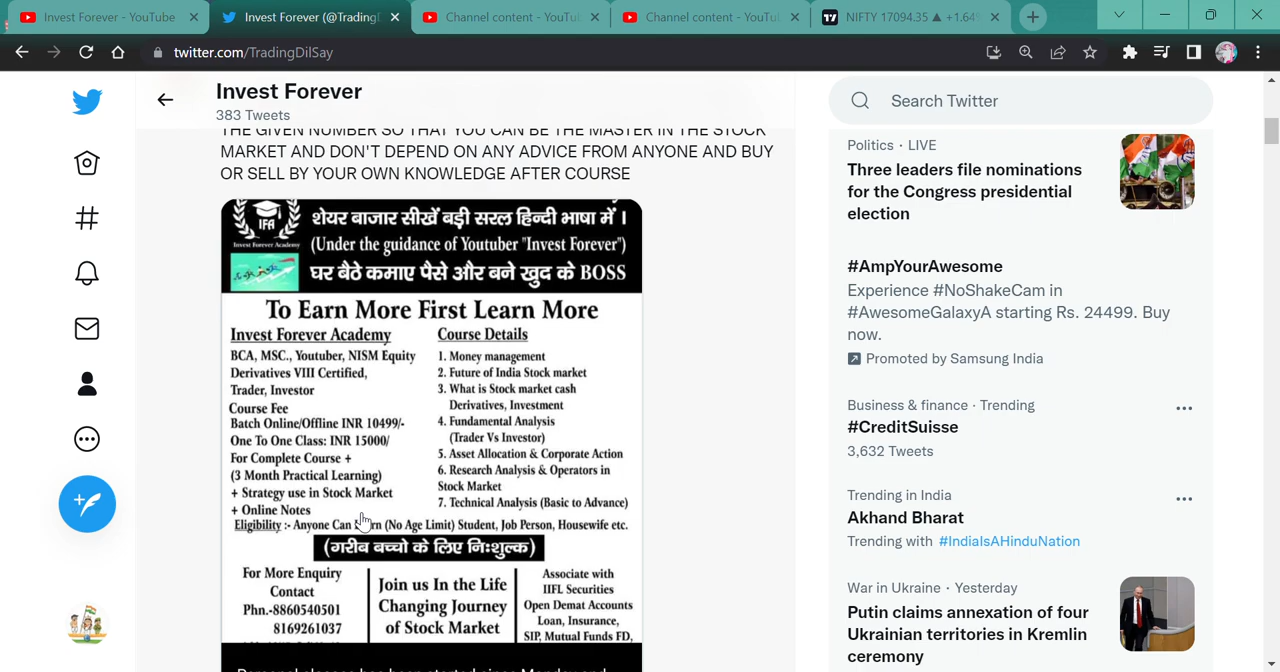 Invest Forever - YouTube
Invest Forever (@Trading
Channel content - YouTu
Channel content - YouTu
NIFTY 17094.35 ▲ +1.64
twitter.com/TradingDilSay
Invest Forever
383 Tweets
Search Twitter
THE GIVEN NUMBER SO THAT YOU CAN BE THE MASTER IN THE STOCK
MARKET AND DON'T DEPEND ON ANY ADVICE FROM ANYONE AND BUY
OR SELL BY YOUR OWN KNOWLEDGE AFTER COURSE
IFA
Invest Forever Academy
शेयर बाजार सीखें बड़ी सरल हिन्दी भाषा में ।
(Under the guidance of Youtuber "Invest Forever")
घर बैठे कमाए पैसे और बने खुद के BOSS
To Earn More First Learn More
Invest Forever Academy
BCA, MSC., Youtuber, NISM Equity
Derivatives VIII Certified,
Trader, Investor
Course Fee
Batch Online/Offline INR 10499/-
One To One Class: INR 15000/
For Complete Course +
(3 Month Practical Learning)
+ Strategy use in Stock Market
+ Online Notes
Course Details
1. Money management
2. Future of India Stock market
3. What is Stock market cash
Derivatives, Investment
4. Fundamental Analysis
(Trader Vs Investor)
5. Asset Allocation & Corporate Action
6. Research Analysis & Operators in
Stock Market
7. Technical Analysis (Basic to Advance)
Eligibility :- Anyone Can (No Age Limit) Student, Job Person, Housewife etc.
(गरीब बच्चो के लिए निःशुल्क)
For More Enquiry
Contact
Phn.-8860540501
8169261037
Join us In the Life
Changing Journey
of Stock Market
Associate with
IIFL Securities
Open Demat Accounts
Loan, Insurance,
SIP, Mutual Funds FD,
Politics · LIVE
Three leaders file nominations
for the Congress presidential
election
#AmpYourAwesome
Experience #NoShakeCam in
#AwesomeGalaxyA starting Rs. 24499. Buy
now.
Promoted by Samsung India
Business & finance · Trending
#CreditSuisse
3,632 Tweets
Trending in India
Akhand Bharat
Trending with #IndiaIsAHinduNation
War in Ukraine · Yesterday
Putin claims annexation of four
Ukrainian territories in Kremlin
ceremony